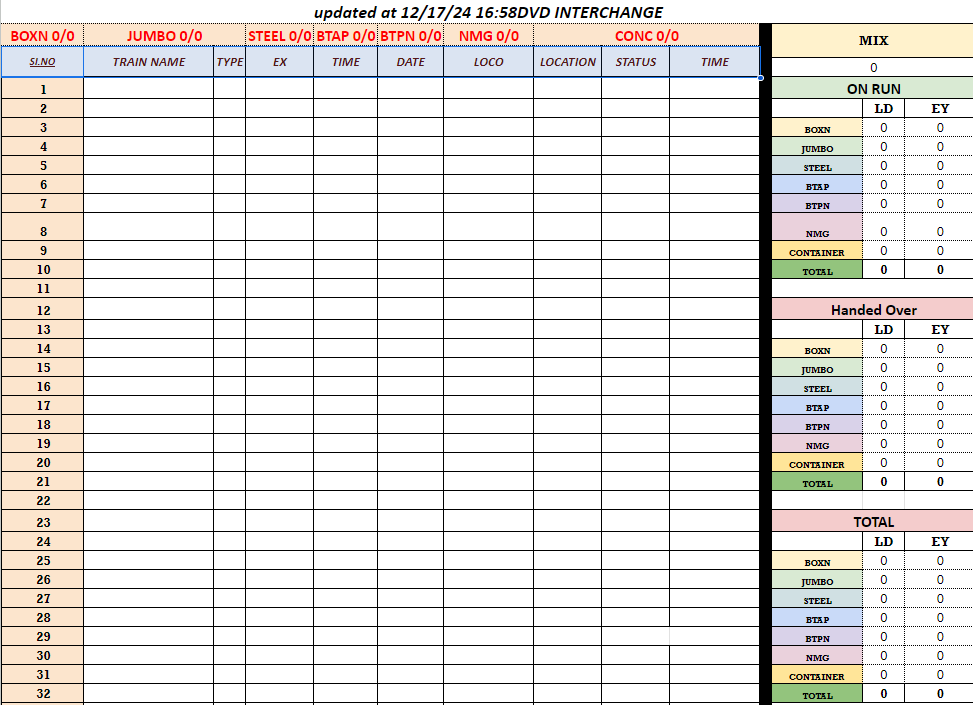 updated at 12/17/24 16:58DVD INTERCHANGE
BOXN 0/0 JUMBO 0/0 STEEL 0/0 BTAP 0/0 BTPN 0/0 NMG 0/0 CONC 0/0 MIX
SI.NO TRAIN NAME TYPE EX TIME DATE LOCO LOCATION STATUS TIME
0
1 ON RUN
2 LD EY
3 BOXN 0 0
4 JUMBO 0 0
5 STEEL 0 0
6 BTAP 0 0
7 BTPN 0 0
8 NMG 0 0
9 CONTAINER 0 0
10 TOTAL 0 0
11
12 Handed Over
13 LD EY
14 BOXN 0 0
15 JUMBO 0 0
16 STEEL 0 0
17 BTAP 0 0
18 BTPN 0 0
19 NMG 0 0
20 CONTAINER 0 0
21 TOTAL 0 0
22
23 TOTAL
24 LD EY
25 BOXN 0 0
26 JUMBO 0 0
27 STEEL 0 0
28 BTAP 0 0
29 BTPN 0 0
30 NMG 0 0
31 CONTAINER 0 0
32 TOTAL 0 0